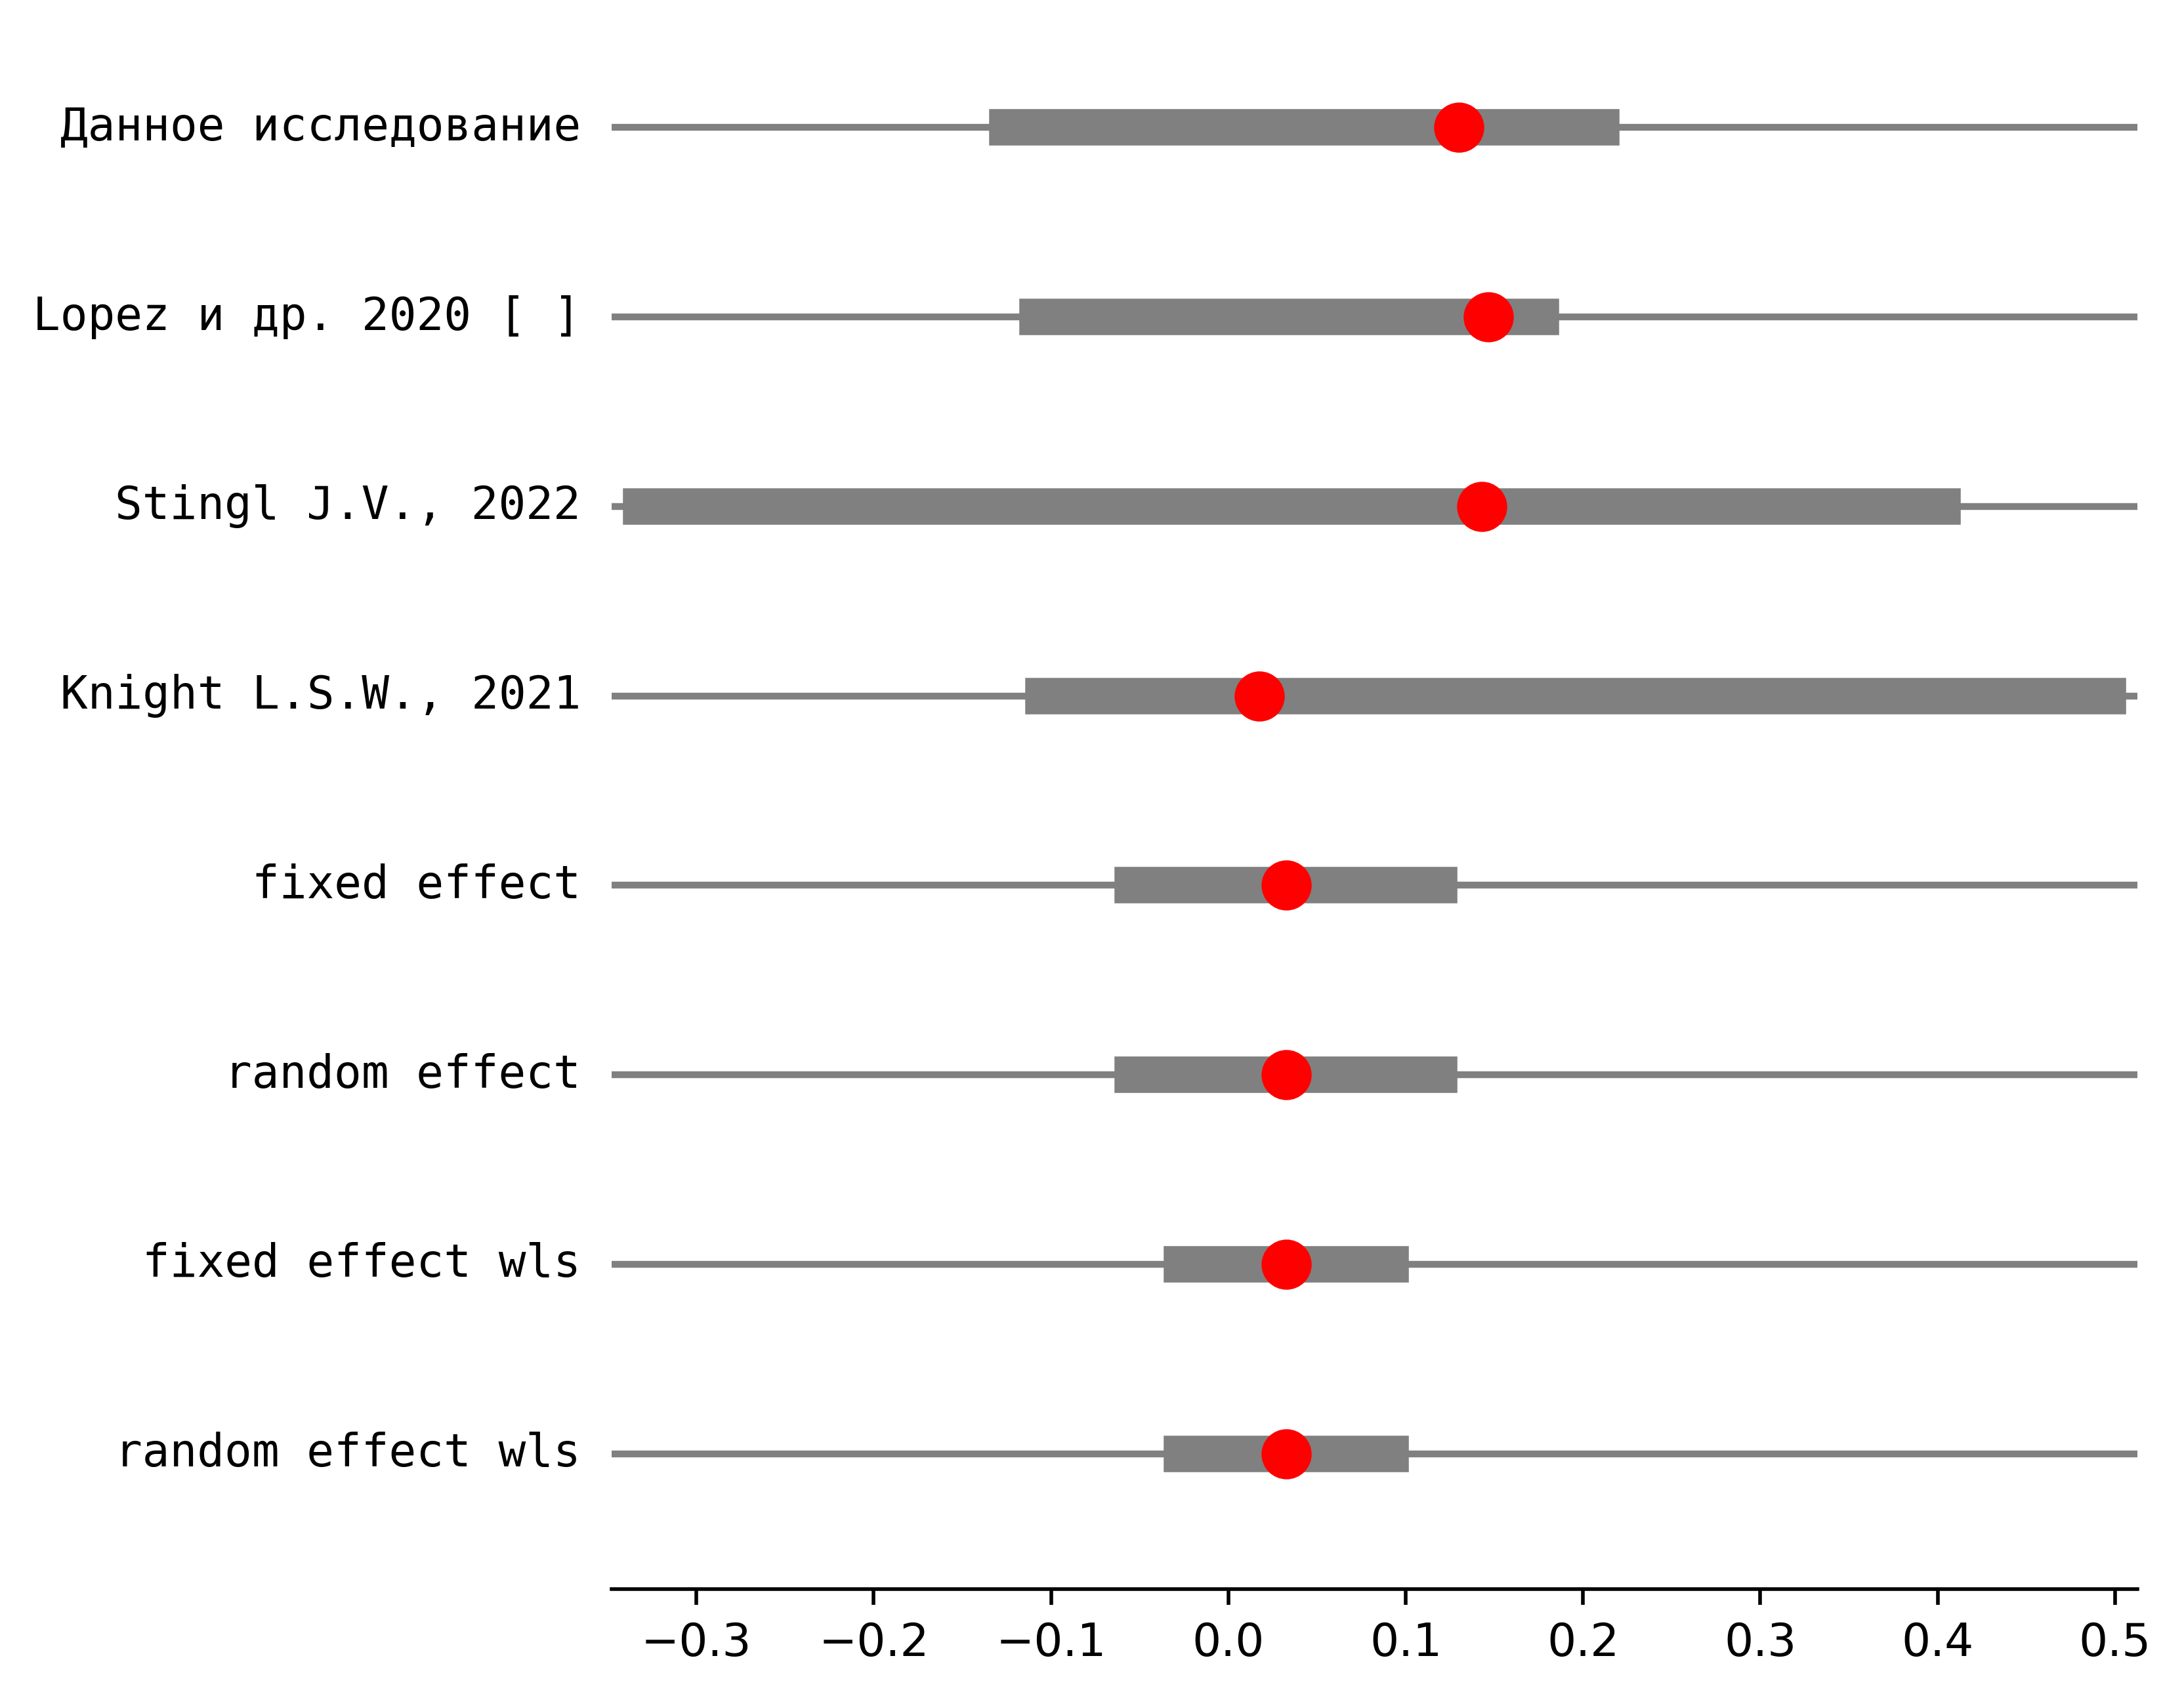 Данное исследование
Lopez и др. 2020 [ ]
Stingl J.V., 2022
Knight L.S.W., 2021
fixed effect
random effect
fixed effect wls
random effect wls
−0.3 −0.2 −0.1 0.0 0.1 0.2 0.3 0.4 0.5